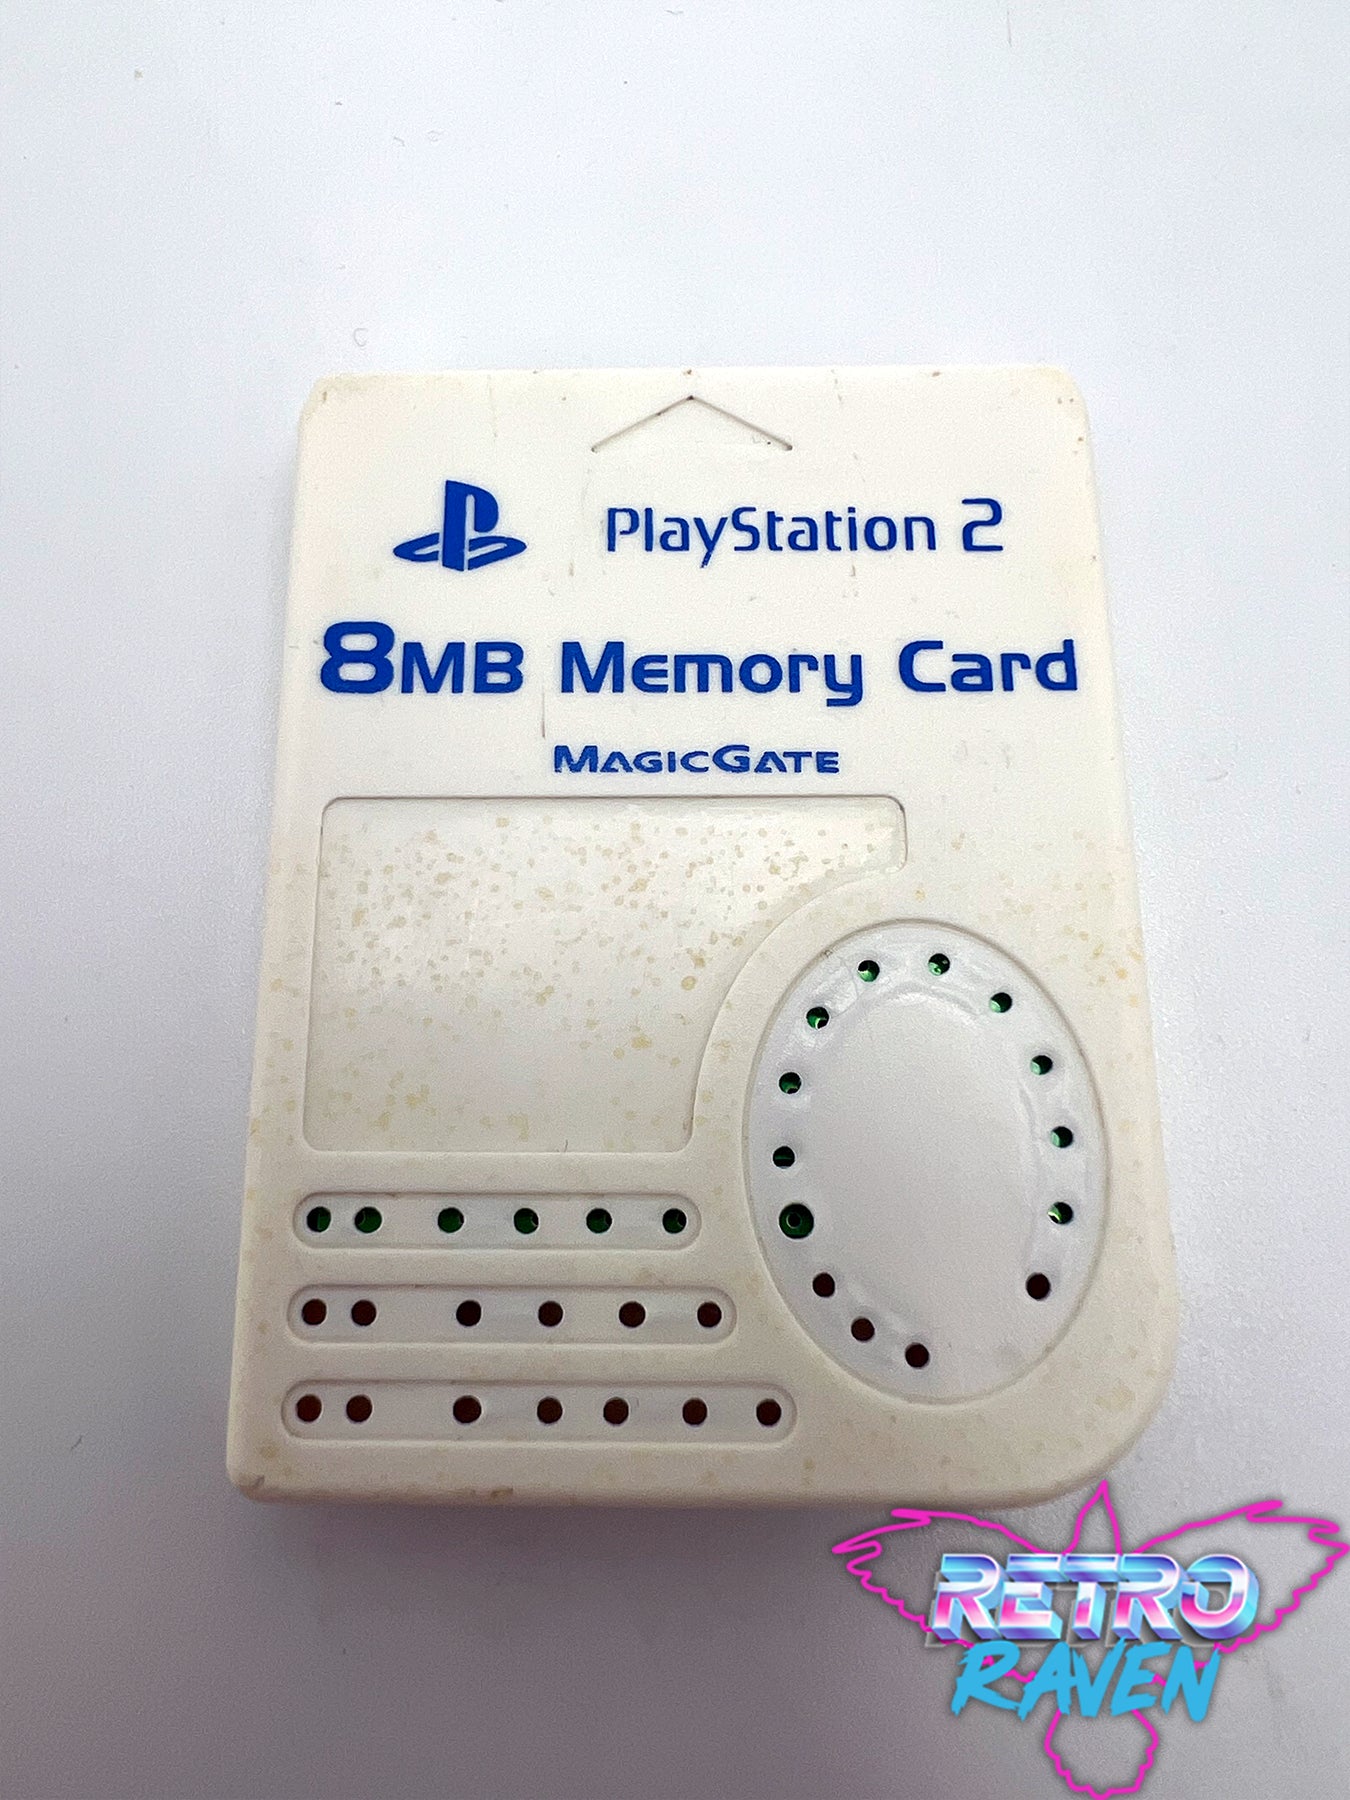 PlayStation 2
8MB Memory Card
MAGICGATE
RETRO
RAVEN